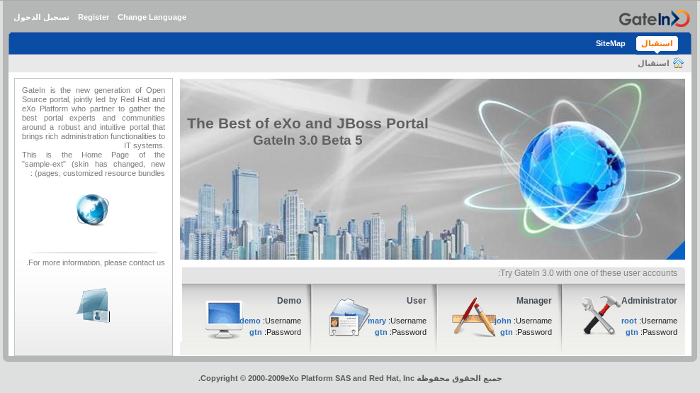 GateIn
تسجيل الدخول Register Change Language
استقبال SiteMap
استقبال
The Best of eXo and JBoss Portal
GateIn 3.0 Beta 5
GateIn is the new generation of Open
Source portal, jointly led by Red Hat and
eXo Platform who partner to gather the
best portal experts and communities
around a robust and intuitive portal that
brings rich administration functionalities to
IT systems.
This is the Home Page of the
"sample-ext" (skin has changed, new
pages, customized resource bundles) :
For more information, please contact us.
Try GateIn 3.0 with one of these user accounts:
Administrator
Username: root
Password: gtn
Manager
Username: john
Password: gtn
User
Username: mary
Password: gtn
Demo
Username: demo
Password: gtn
جميع الحقوق محفوظة Copyright © 2000-2009eXo Platform SAS and Red Hat, Inc.